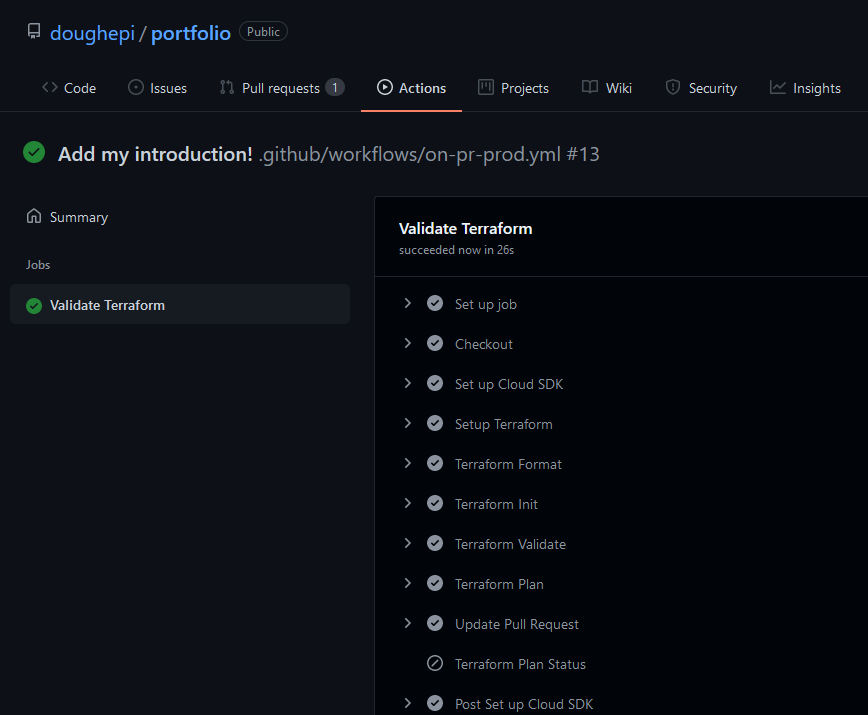 doughepi / portfolio Public
Code Issues Pull requests 1 Actions Projects Wiki Security Insights
Add my introduction! .github/workflows/on-pr-prod.yml #13
Summary
Jobs
Validate Terraform
Validate Terraform
succeeded now in 26s
Set up job
Checkout
Set up Cloud SDK
Setup Terraform
Terraform Format
Terraform Init
Terraform Validate
Terraform Plan
Update Pull Request
Terraform Plan Status
Post Set up Cloud SDK